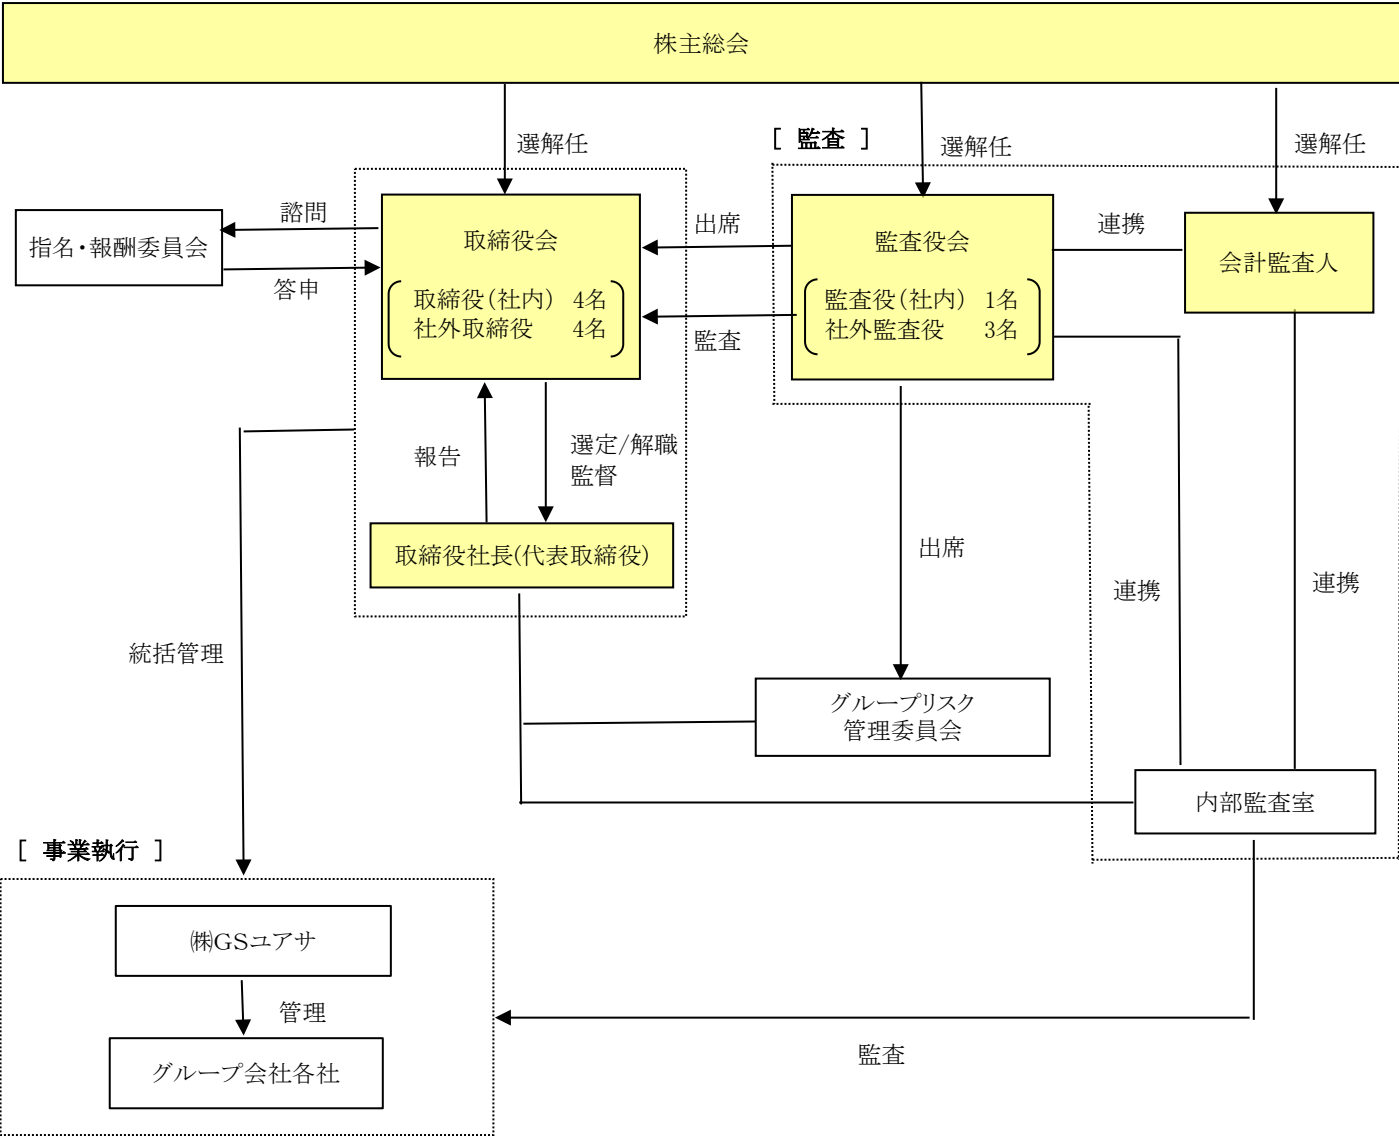 株主総会
選解任
[ 監査 ]
選解任
選解任
指名・報酬委員会
諮問
答申
取締役会
取締役(社内) 4名
社外取締役 4名
出席
監査
監査役会
監査役(社内) 1名
社外監査役 3名
連携
会計監査人
報告
選定/解職
監督
取締役社長(代表取締役)
出席
連携
連携
統括管理
グループリスク
管理委員会
内部監査室
[ 事業執行 ]
㈱GSユアサ
管理
グループ会社各社
監査